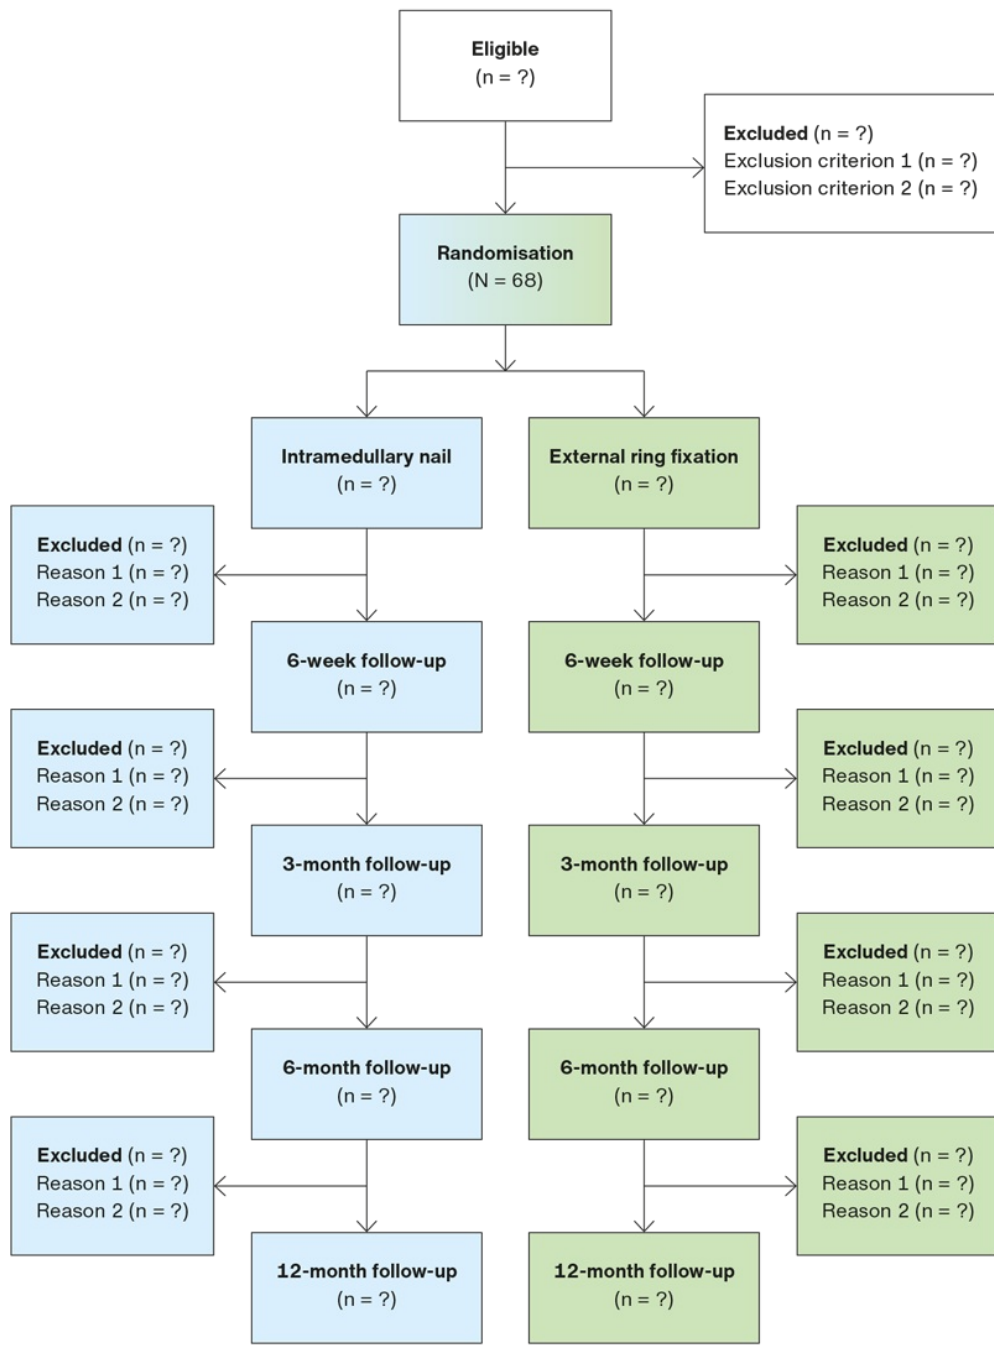 Eligible
(n = ?)
Excluded (n = ?)
Exclusion criterion 1 (n = ?)
Exclusion criterion 2 (n = ?)
Randomisation
(N = 68)
Intramedullary nail
(n = ?)
External ring fixation
(n = ?)
Excluded (n = ?)
Reason 1 (n = ?)
Reason 2 (n = ?)
Excluded (n = ?)
Reason 1 (n = ?)
Reason 2 (n = ?)
6-week follow-up
(n = ?)
6-week follow-up
(n = ?)
Excluded (n = ?)
Reason 1 (n = ?)
Reason 2 (n = ?)
Excluded (n = ?)
Reason 1 (n = ?)
Reason 2 (n = ?)
3-month follow-up
(n = ?)
3-month follow-up
(n = ?)
Excluded (n = ?)
Reason 1 (n = ?)
Reason 2 (n = ?)
Excluded (n = ?)
Reason 1 (n = ?)
Reason 2 (n = ?)
6-month follow-up
(n = ?)
6-month follow-up
(n = ?)
Excluded (n = ?)
Reason 1 (n = ?)
Reason 2 (n = ?)
Excluded (n = ?)
Reason 1 (n = ?)
Reason 2 (n = ?)
12-month follow-up
(n = ?)
12-month follow-up
(n = ?)